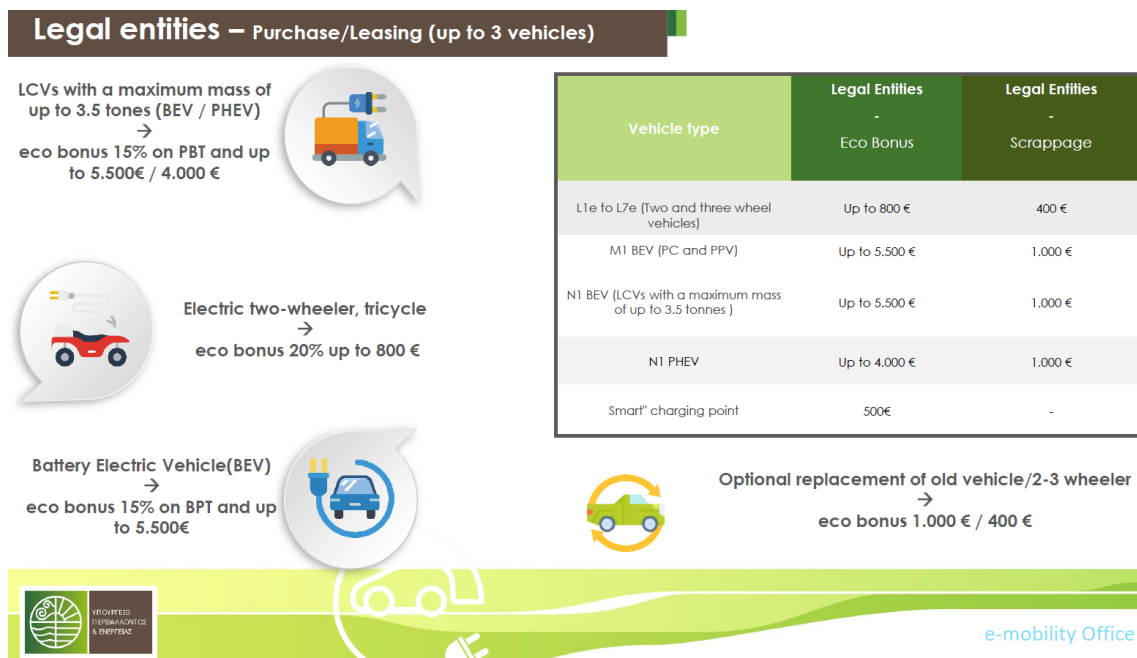 Legal entities – Purchase/Leasing (up to 3 vehicles)
LCVs with a maximum mass of
up to 3.5 tones (BEV / PHEV)
→
eco bonus 15% on PBT and up
to 5.500€ / 4.000 €
Electric two-wheeler, tricycle
→
eco bonus 20% up to 800 €
Battery Electric Vehicle(BEV)
→
eco bonus 15% on BPT and up
to 5.500€
Vehicle type
Legal Entities
-
Eco Bonus
Legal Entities
-
Scrappage
L1e to L7e (Two and three wheel
vehicles)
Up to 800 €
400 €
M1 BEV (PC and PPV)
Up to 5.500 €
1.000 €
N1 BEV (LCVs with a maximum mass
of up to 3.5 tonnes )
Up to 5.500 €
1.000 €
N1 PHEV
Up to 4.000 €
1.000 €
Smart" charging point
500€
-
Optional replacement of old vehicle/2-3 wheeler
→
eco bonus 1.000 € / 400 €
ΥΠΟΥΡΓΕΙΟ
ΠΕΡΙΒΑΛΛΟΝΤΟΣ
& ΕΝΕΡΓΕΙΑΣ
e-mobility Office